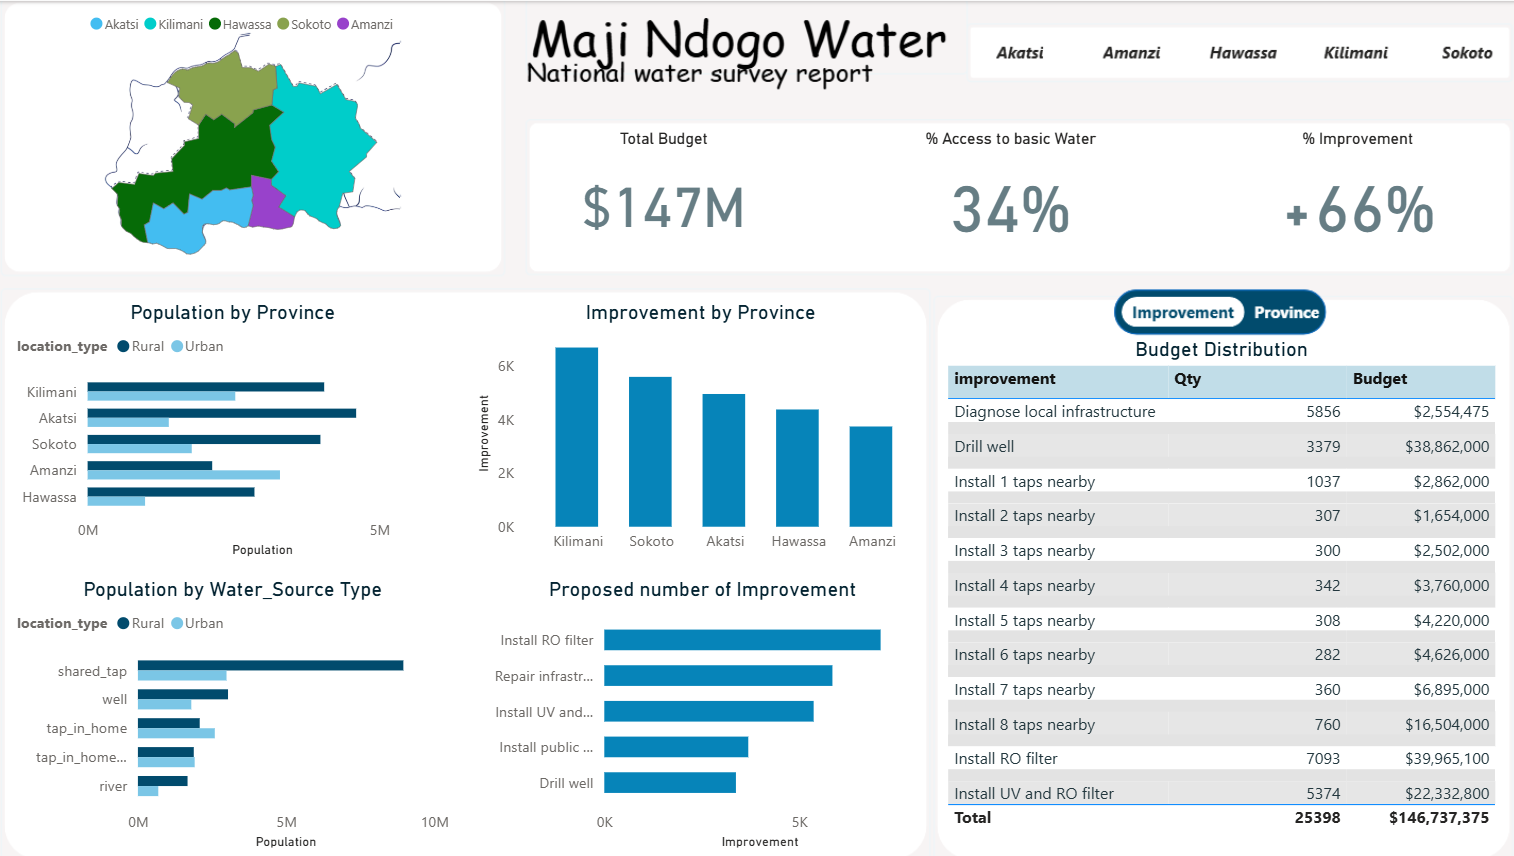 Akatsi Kilimani Hawassa Sokoto Amanzi
Maji Ndogo Water
National water survey report
Akatsi Amanzi Hawassa Kilimani Sokoto
Total Budget
$147M
% Access to basic Water
34%
% Improvement
+66%
Population by Province
location_type Rural Urban
Kilimani
Akatsi
Sokoto
Amanzi
Hawassa
0M 5M
Population
Improvement by Province
Improvement
6K
4K
2K
0K
Kilimani Sokoto Akatsi Hawassa Amanzi
Population by Water_Source Type
location_type Rural Urban
shared_tap
well
tap_in_home
tap_in_home...
river
0M 5M 10M
Population
Proposed number of Improvement
Install RO filter
Repair infrastr...
Install UV and...
Install public ...
Drill well
0K 5K
Improvement
Improvement Province
Budget Distribution
improvement Qty Budget
Diagnose local infrastructure 5856 $2,554,475
Drill well 3379 $38,862,000
Install 1 taps nearby 1037 $2,862,000
Install 2 taps nearby 307 $1,654,000
Install 3 taps nearby 300 $2,502,000
Install 4 taps nearby 342 $3,760,000
Install 5 taps nearby 308 $4,220,000
Install 6 taps nearby 282 $4,626,000
Install 7 taps nearby 360 $6,895,000
Install 8 taps nearby 760 $16,504,000
Install RO filter 7093 $39,965,100
Install UV and RO filter 5374 $22,332,800
Total 25398 $146,737,375